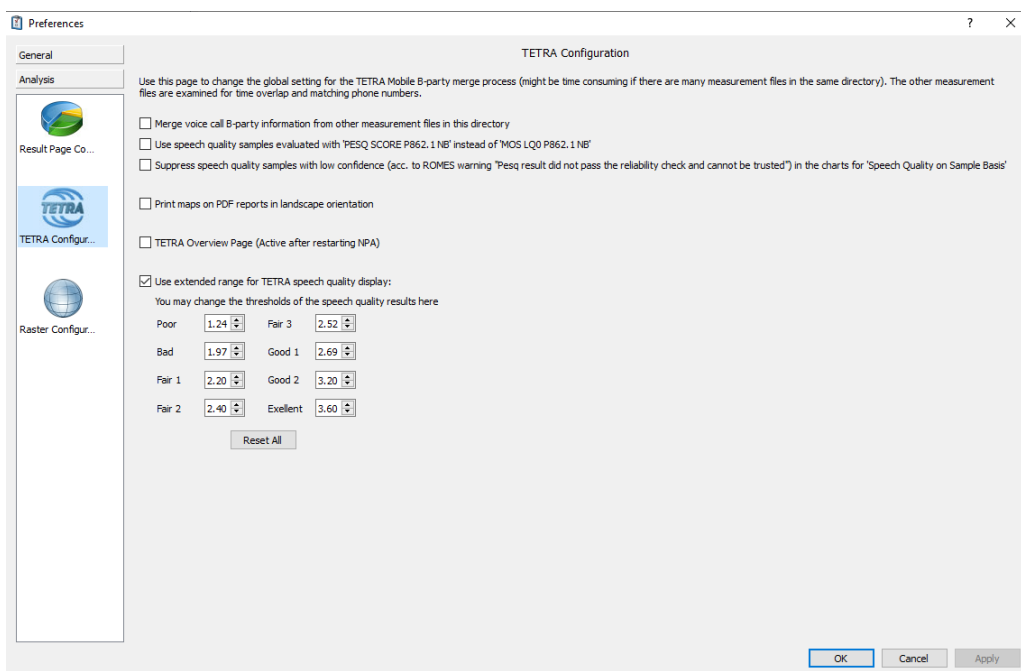 Preferences
?
General
Analysis
Result Page Co...
TETRA
TETRA Configur...
Raster Configur...
TETRA Configuration
Use this page to change the global setting for the TETRA Mobile B-party merge process (might be time consuming if there are many measurement files in the same directory). The other measurement
files are examined for time overlap and matching phone numbers.
Merge voice call B-party information from other measurement files in this directory
Use speech quality samples evaluated with 'PESQ SCORE P862.1 NB' instead of 'MOS LQ0 P862.1 NB'
Suppress speech quality samples with low confidence (acc. to ROMES warning "Pesq result did not pass the reliability check and cannot be trusted") in the charts for 'Speech Quality on Sample Basis'
Print maps on PDF reports in landscape orientation
TETRA Overview Page (Active after restarting NPA)
Use extended range for TETRA speech quality display:
You may change the thresholds of the speech quality results here
Poor 1.24 Fair 3 2.52
Bad 1.97 Good 1 2.69
Fair 1 2.20 Good 2 3.20
Fair 2 2.40 Exellent 3.60
Reset All
OK Cancel Apply